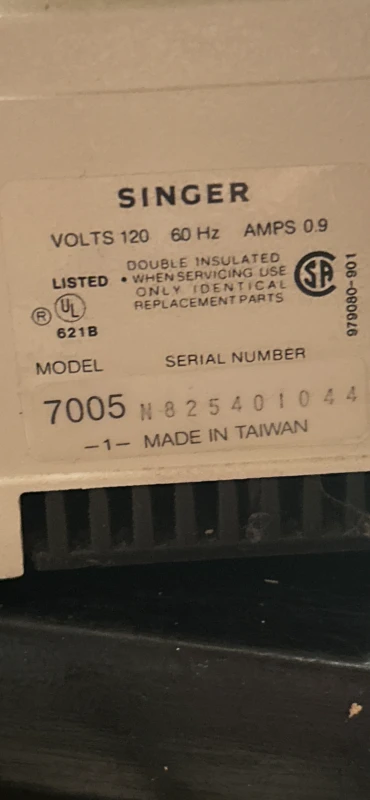 SINGER
VOLTS 120 60 Hz AMPS 0.9
DOUBLE INSULATED
LISTED • WHEN SERVICING USE
ONLY IDENTICAL
REPLACEMENT PARTS
® UL
621B
SA
979080-901
MODEL SERIAL NUMBER
7005 N825401044
-1- MADE IN TAIWAN